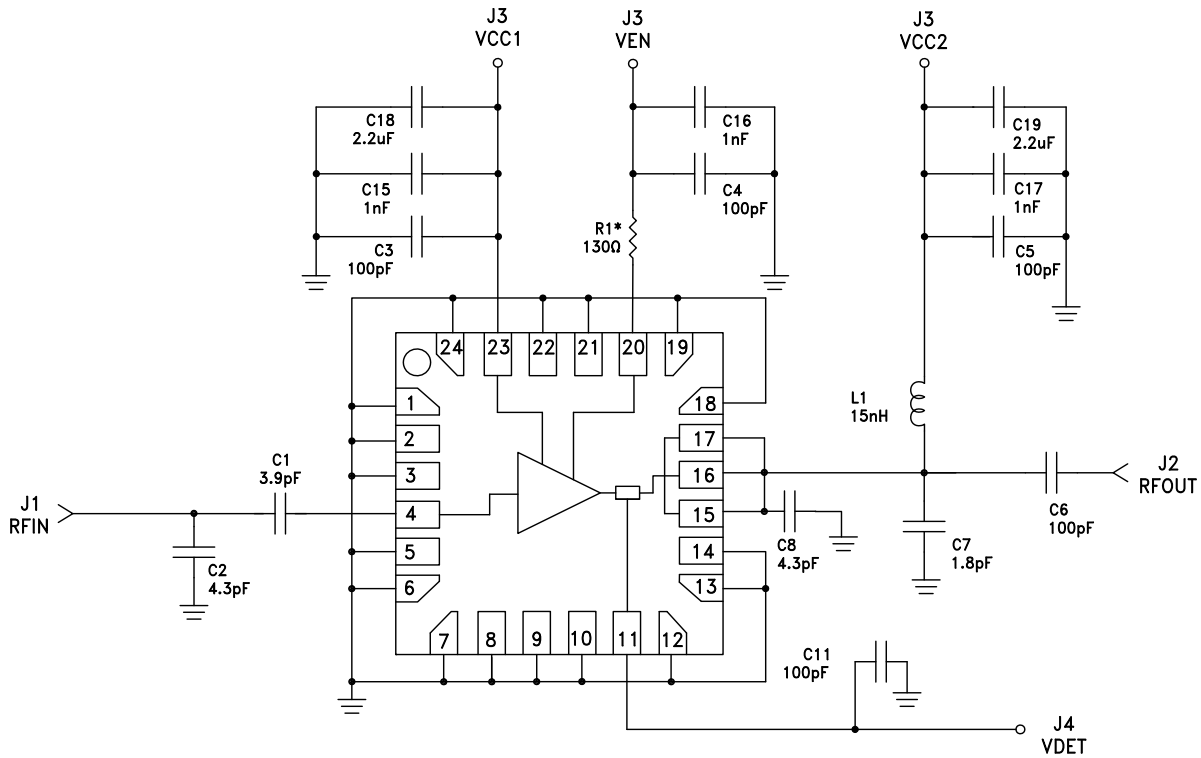 J3
VCC1
J3
VEN
J3
VCC2
C18
2.2uF
C15
1nF
C3
100pF
C16
1nF
C4
100pF
R1*
130Ω
C19
2.2uF
C17
1nF
C5
100pF
24
23
22
21
20
19
1
2
3
4
5
6
18
17
16
15
14
13
7
8
9
10
11
12
L1
15nH
J1
RFIN
C1
3.9pF
C2
4.3pF
C8
4.3pF
C7
1.8pF
C6
100pF
J2
RFOUT
C11
100pF
J4
VDET